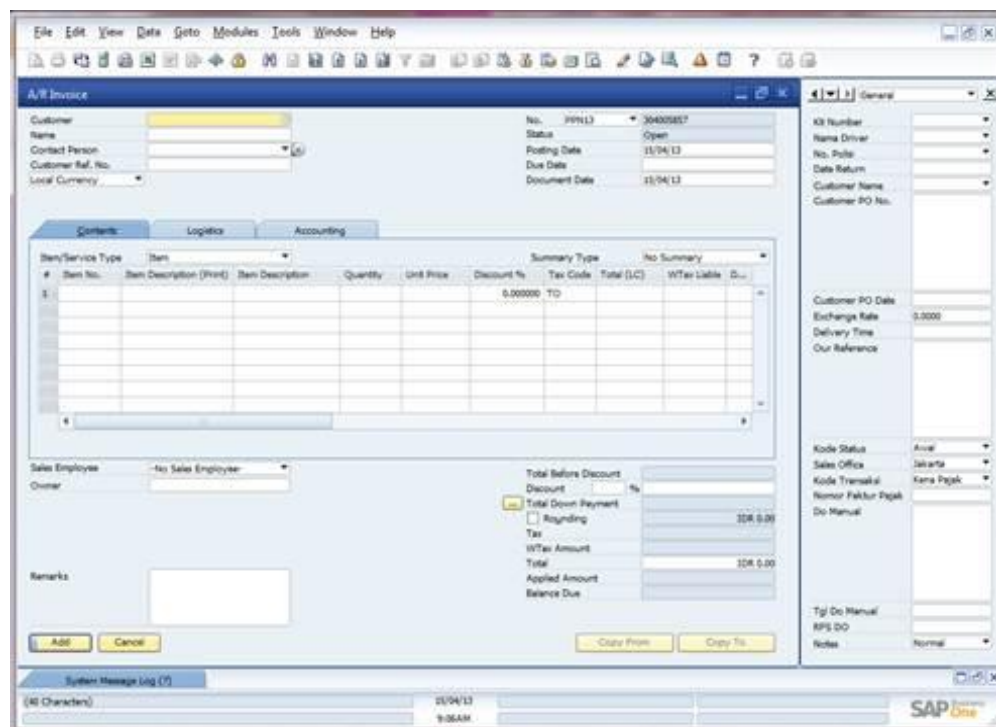 File Edit View Data Goto Modules Tools Window Help
A/R Invoice
Customer
Name
Contact Person
Customer Ref. No.
Local Currency
No. PPN13 304005857
Status Open
Posting Date 15/04/13
Due Date
Document Date 15/04/13
Contents Logistics Accounting
Item/Service Type Item Summary Type No Summary
# Item No. Item Description (Print) Item Description Quantity Unit Price Discount % Tax Code Total (LC) WTax Liable D...
1 0.000000 TO
Sales Employee -No Sales Employee-
Owner
Remarks
Total Before Discount
Discount %
... Total Down Payment
Rounding IDR 0.00
Tax
WTax Amount
Total IDR 0.00
Applied Amount
Balance Due
Add Cancel Copy From Copy To
General
Kit Number
Nama Driver
No. Polisi
Date Return
Customer Name
Customer PO No.
Customer PO Date
Exchange Rate 0.0000
Delivery Time
Our Reference
Kode Status Awal
Sales Office Jakarta
Kode Transaksi Kena Pajak
Nomor Faktur Pajak
Do Manual
Tgl Do Manual
RPS DO
Notes Normal
System Message Log (7)
(40 Characters) 15/04/13
9:06AM
SAP Business One